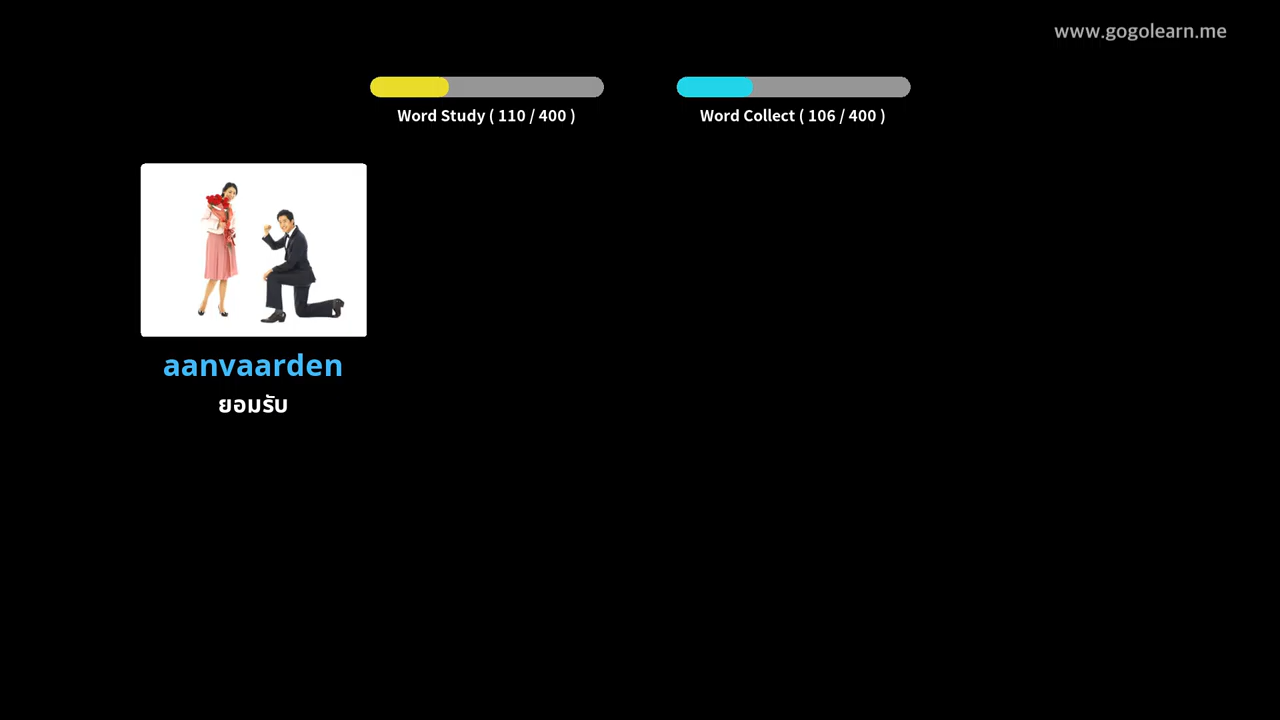 www.gogolearn.me
Word Study ( 110 / 400 )
Word Collect ( 106 / 400 )
aanvaarden
ยอมรับ